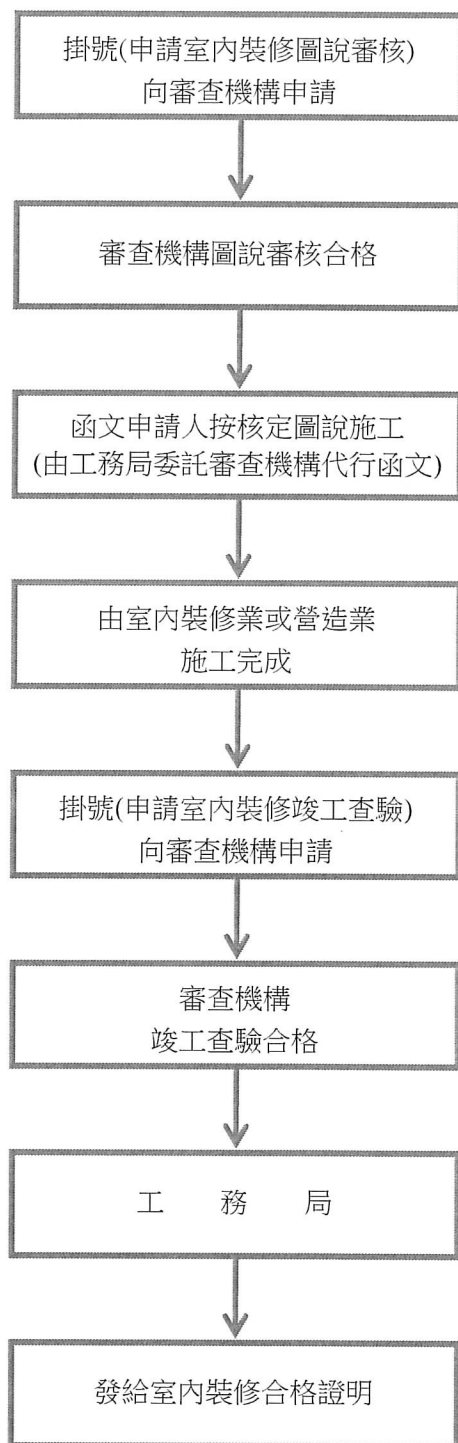 掛號(申請室內裝修圖說審核)
向審查機構申請
審查機構圖說審核合格
函文申請人按核定圖說施工
(由工務局委託審查機構代行函文)
由室內裝修業或營造業
施工完成
掛號(申請室內裝修竣工查驗)
向審查機構申請
審查機構
竣工查驗合格
工 務 局
發給室內裝修合格證明